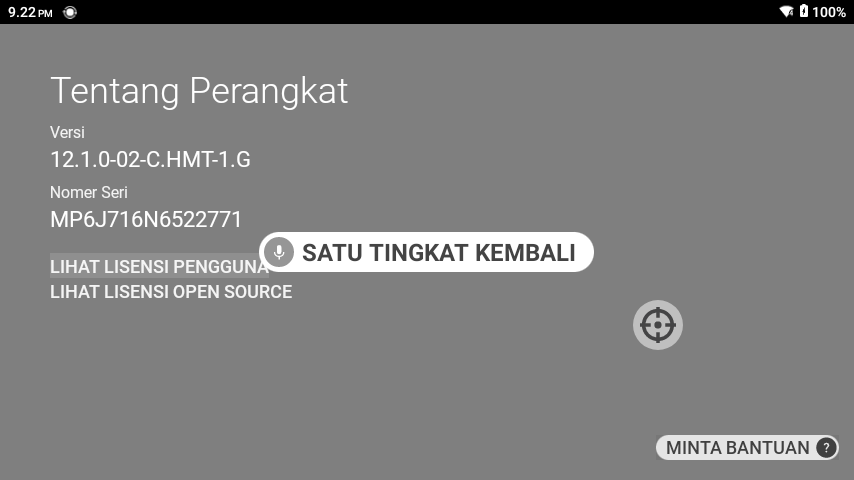 9.22 PM
100%
Tentang Perangkat
Versi
12.1.0-02-C.HMT-1.G
Nomer Seri
MP6J716N6522771
SATU TINGKAT KEMBALI
LIHAT LISENSI PENGGUNA
LIHAT LISENSI OPEN SOURCE
MINTA BANTUAN ?